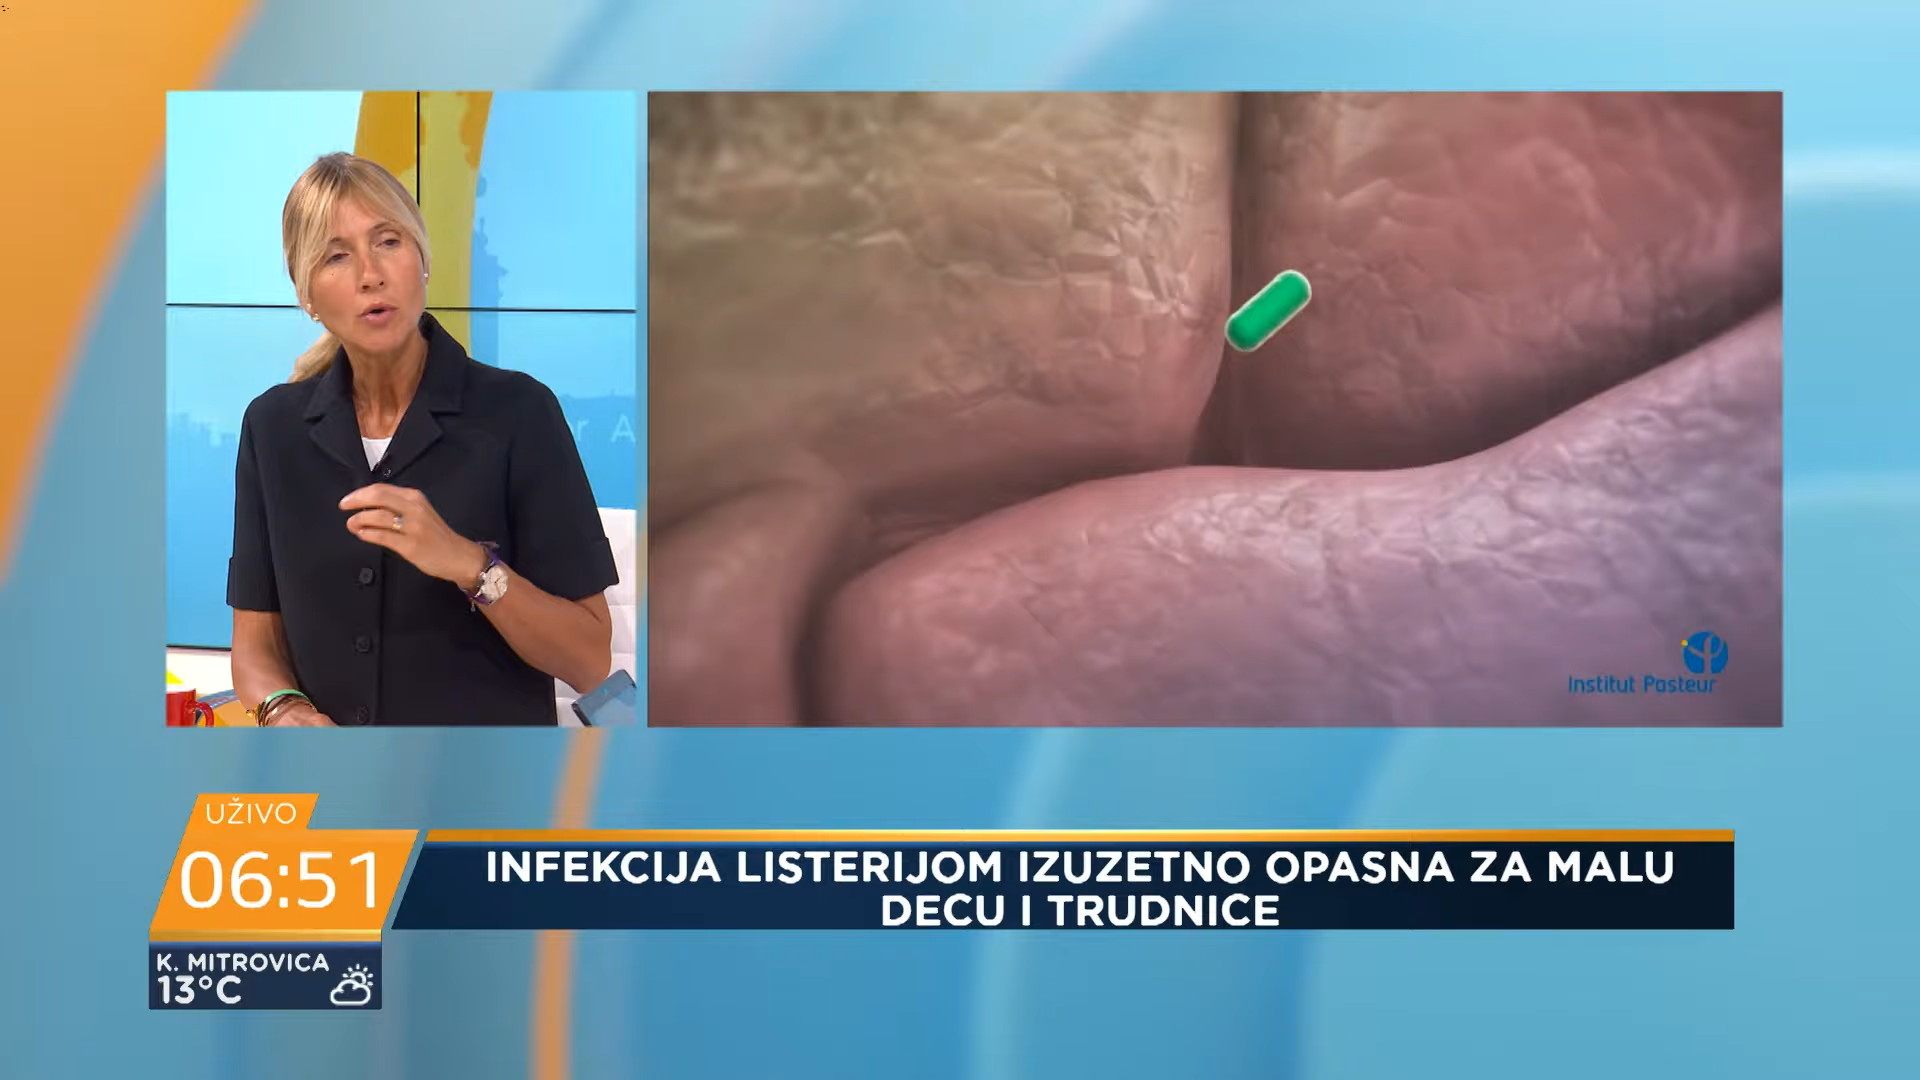 r A
Institut Pasteur
UŽIVO
06:51
INFEKCIJA LISTERIJOM IZUZETNO OPASNA ZA MALU
DECU I TRUDNICE
K. MITROVICA
13°C